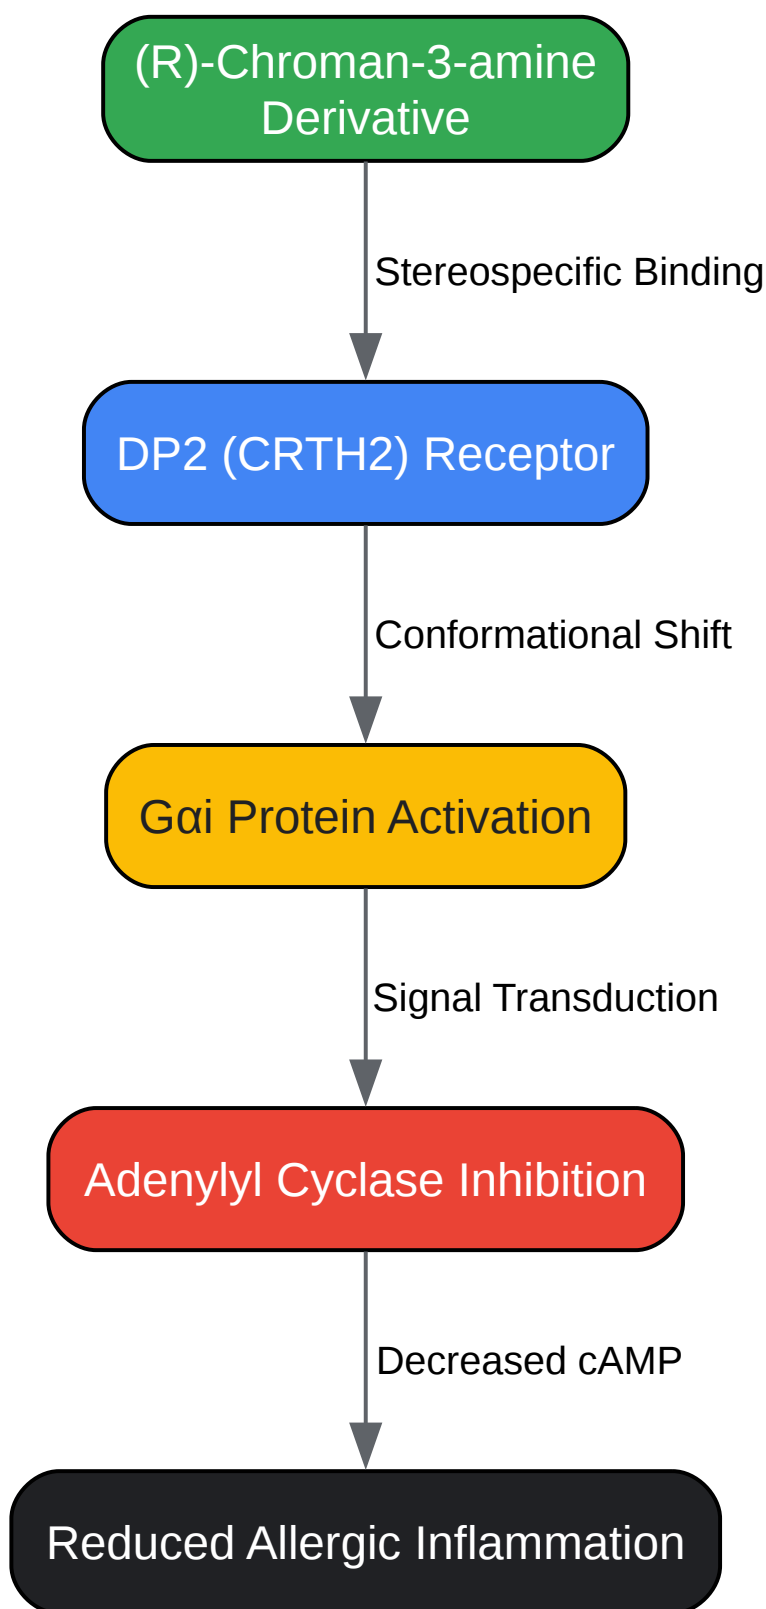 (R)-Chroman-3-amine
Derivative
Stereospecific Binding
DP2 (CRTH2) Receptor
Conformational Shift
Gαi Protein Activation
Signal Transduction
Adenylyl Cyclase Inhibition
Decreased cAMP
Reduced Allergic Inflammation